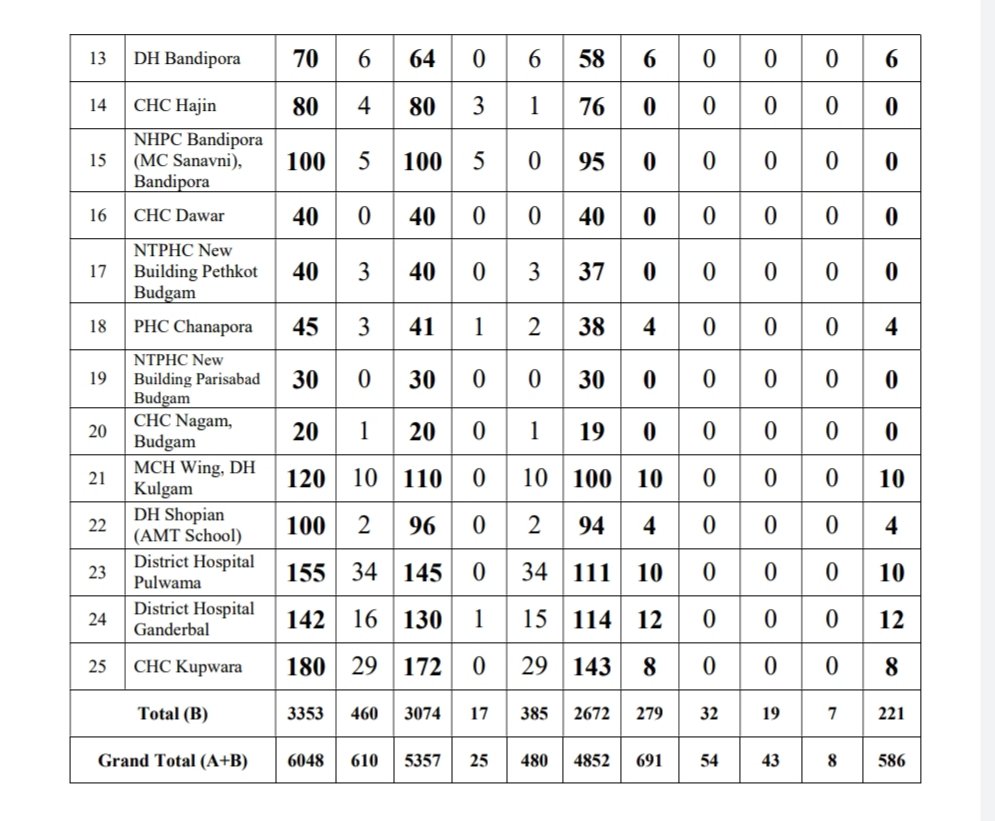 13 DH Bandipora 70 6 64 0 6 58 6 0 0 0 6
14 CHC Hajin 80 4 80 3 1 76 0 0 0 0 0
NHPC Bandipora
15 (MC Sanavni), 100 5 100 5 0 95 0 0 0 0 0
Bandipora
16 CHC Dawar 40 0 40 0 0 40 0 0 0 0 0
NTPHC New
17 Building Pethkot 40 3 40 0 3 37 0 0 0 0 0
Budgam
18 PHC Chanapora 45 3 41 1 2 38 4 0 0 0 4
NTPHC New
19 Building Parisabad 30 0 30 0 0 30 0 0 0 0 0
Budgam
20 CHC Nagam, 20 1 20 0 1 19 0 0 0 0 0
Budgam
21 MCH Wing, DH 120 10 110 0 10 100 10 0 0 0 10
Kulgam
22 DH Shopian 100 2 96 0 2 94 4 0 0 0 4
(AMT School)
23 District Hospital 155 34 145 0 34 111 10 0 0 0 10
Pulwama
24 District Hospital 142 16 130 1 15 114 12 0 0 0 12
Ganderbal
25 CHC Kupwara 180 29 172 0 29 143 8 0 0 0 8
Total (B) 3353 460 3074 17 385 2672 279 32 19 7 221
Grand Total (A+B) 6048 610 5357 25 480 4852 691 54 43 8 586